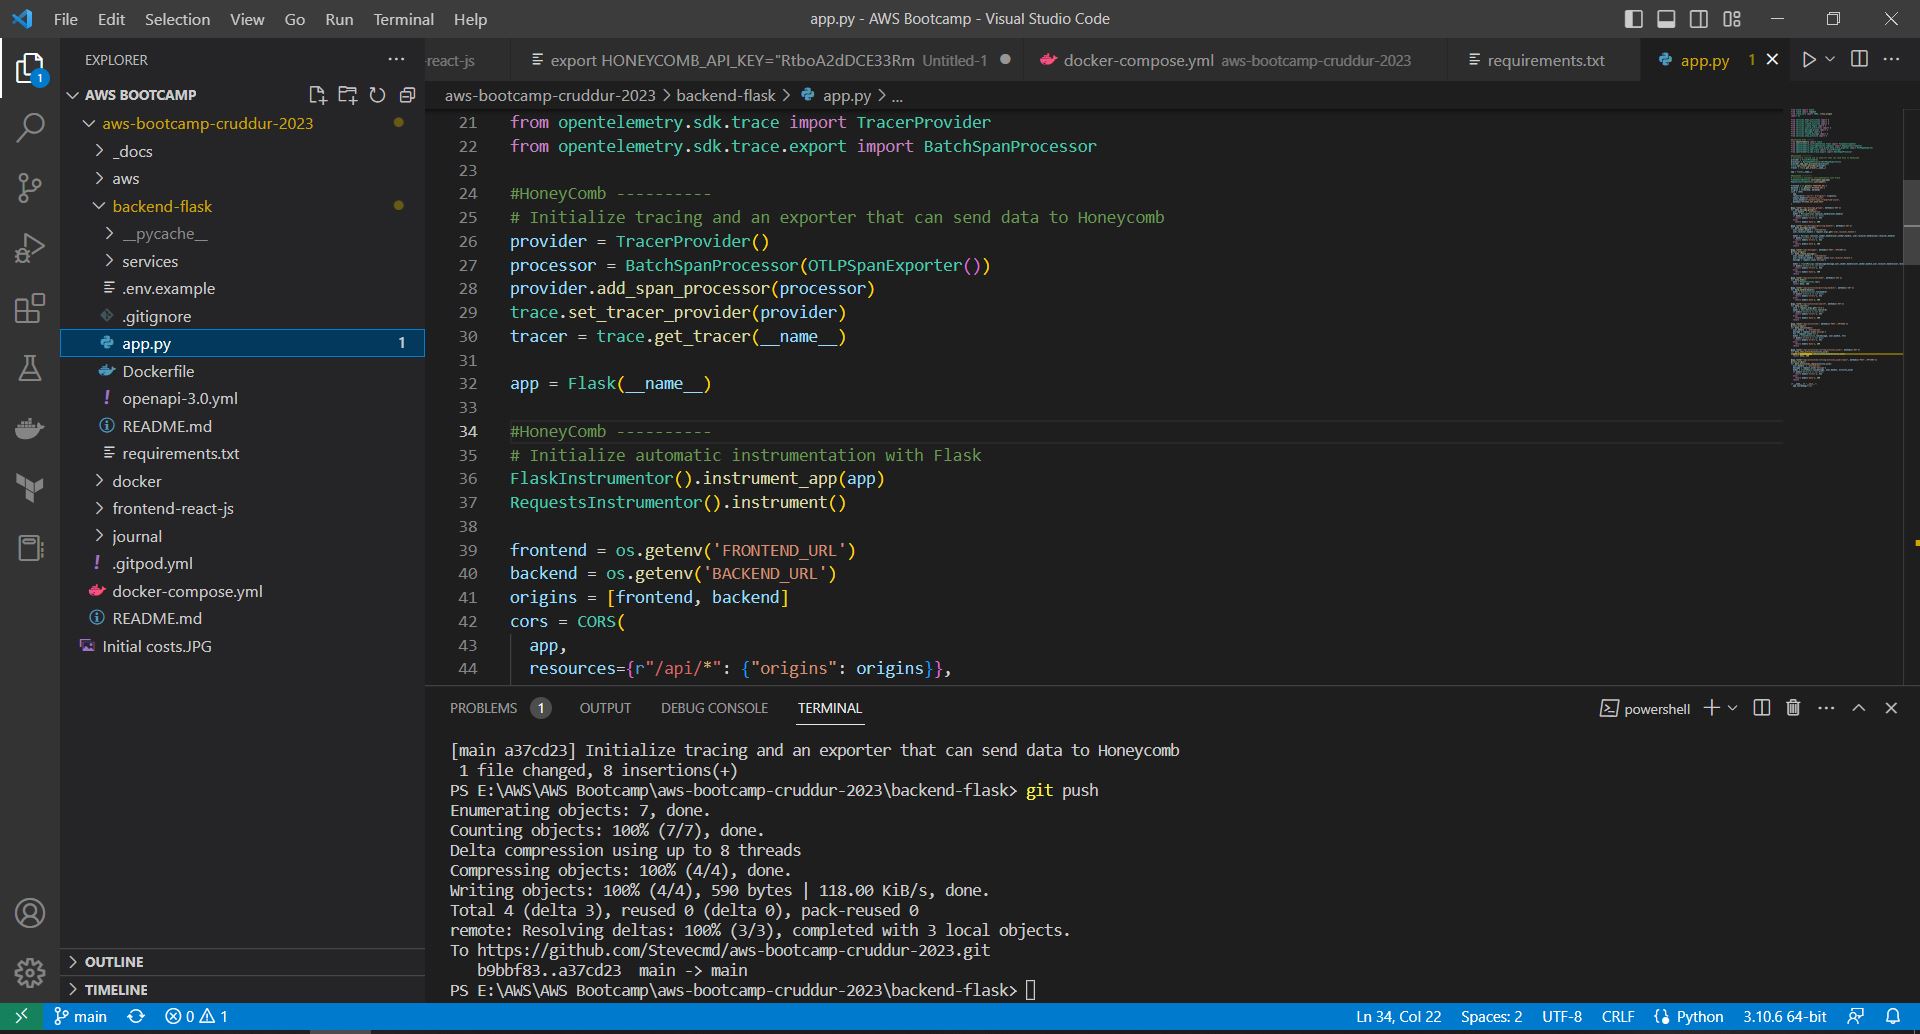 File Edit Selection View Go Run Terminal Help
app.py - AWS Bootcamp - Visual Studio Code
EXPLORER
1
AWS BOOTCAMP
aws-bootcamp-cruddur-2023
_docs
aws
backend-flask
__pycache__
services
.env.example
.gitignore
app.py 1
Dockerfile
openapi-3.0.yml
README.md
requirements.txt
docker
frontend-react-js
journal
.gitpod.yml
docker-compose.yml
README.md
Initial costs.JPG
OUTLINE
TIMELINE
react-js export HONEYCOMB_API_KEY="RtboA2dDCE33Rm Untitled-1 docker-compose.yml aws-bootcamp-cruddur-2023 requirements.txt app.py 1
aws-bootcamp-cruddur-2023 > backend-flask > app.py > ...
21 from opentelemetry.sdk.trace import TracerProvider
22 from opentelemetry.sdk.trace.export import BatchSpanProcessor
23
24 #HoneyComb ----------
25 # Initialize tracing and an exporter that can send data to Honeycomb
26 provider = TracerProvider()
27 processor = BatchSpanProcessor(OTLPSpanExporter())
28 provider.add_span_processor(processor)
29 trace.set_tracer_provider(provider)
30 tracer = trace.get_tracer(__name__)
31
32 app = Flask(__name__)
33
34 #HoneyComb ----------
35 # Initialize automatic instrumentation with Flask
36 FlaskInstrumentor().instrument_app(app)
37 RequestsInstrumentor().instrument()
38
39 frontend = os.getenv('FRONTEND_URL')
40 backend = os.getenv('BACKEND_URL')
41 origins = [frontend, backend]
42 cors = CORS(
43 app,
44 resources={r"/api/*": {"origins": origins}},
PROBLEMS 1 OUTPUT DEBUG CONSOLE TERMINAL
powershell
[main a37cd23] Initialize tracing and an exporter that can send data to Honeycomb
1 file changed, 8 insertions(+)
PS E:\AWS\AWS Bootcamp\aws-bootcamp-cruddur-2023\backend-flask> git push
Enumerating objects: 7, done.
Counting objects: 100% (7/7), done.
Delta compression using up to 8 threads
Compressing objects: 100% (4/4), done.
Writing objects: 100% (4/4), 590 bytes | 118.00 KiB/s, done.
Total 4 (delta 3), reused 0 (delta 0), pack-reused 0
remote: Resolving deltas: 100% (3/3), completed with 3 local objects.
To https://github.com/Stevecmd/aws-bootcamp-cruddur-2023.git
b9bbf83..a37cd23 main -> main
PS E:\AWS\AWS Bootcamp\aws-bootcamp-cruddur-2023\backend-flask>
main 0 1 Ln 34, Col 22 Spaces: 2 UTF-8 CRLF Python 3.10.6 64-bit